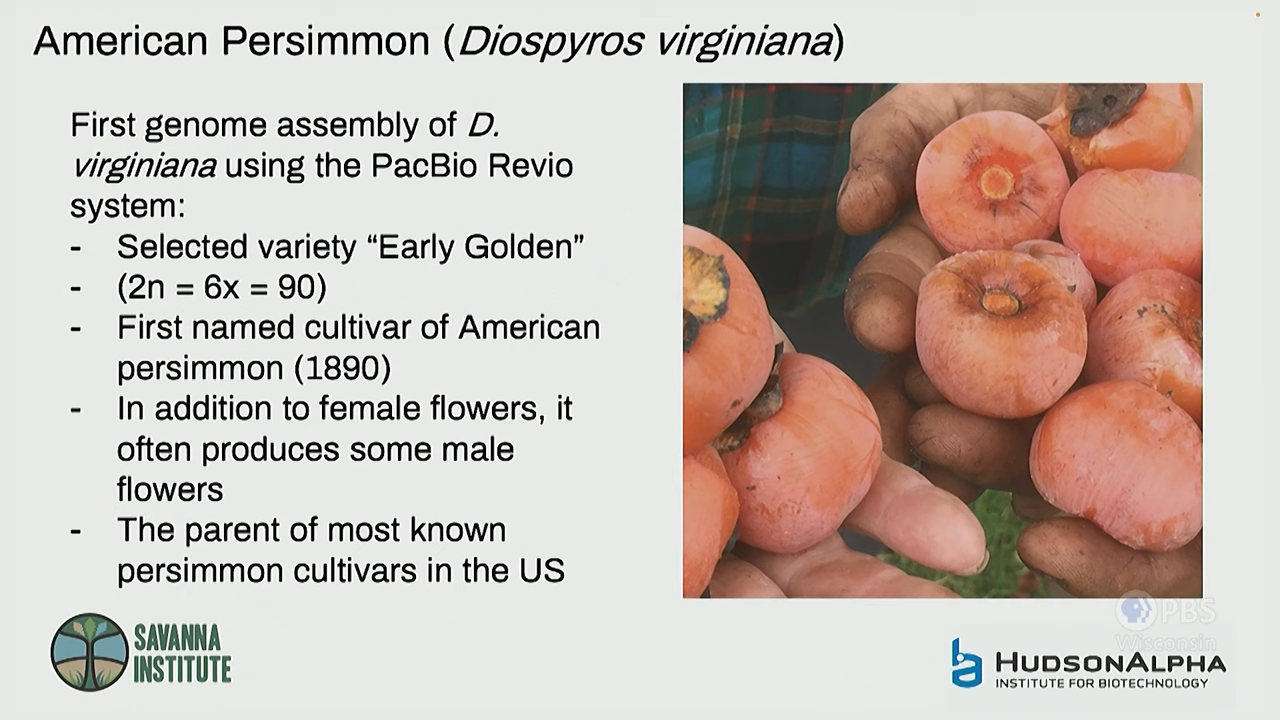 American Persimmon (Diospyros virginiana)
First genome assembly of D.
virginiana using the PacBio Revio
system:
- Selected variety “Early Golden”
- (2n = 6x = 90)
- First named cultivar of American
persimmon (1890)
- In addition to female flowers, it
often produces some male
flowers
- The parent of most known
persimmon cultivars in the US
SAVANNA
INSTITUTE
PBS
Wisconsin
HUDSONALPHA
INSTITUTE FOR BIOTECHNOLOGY